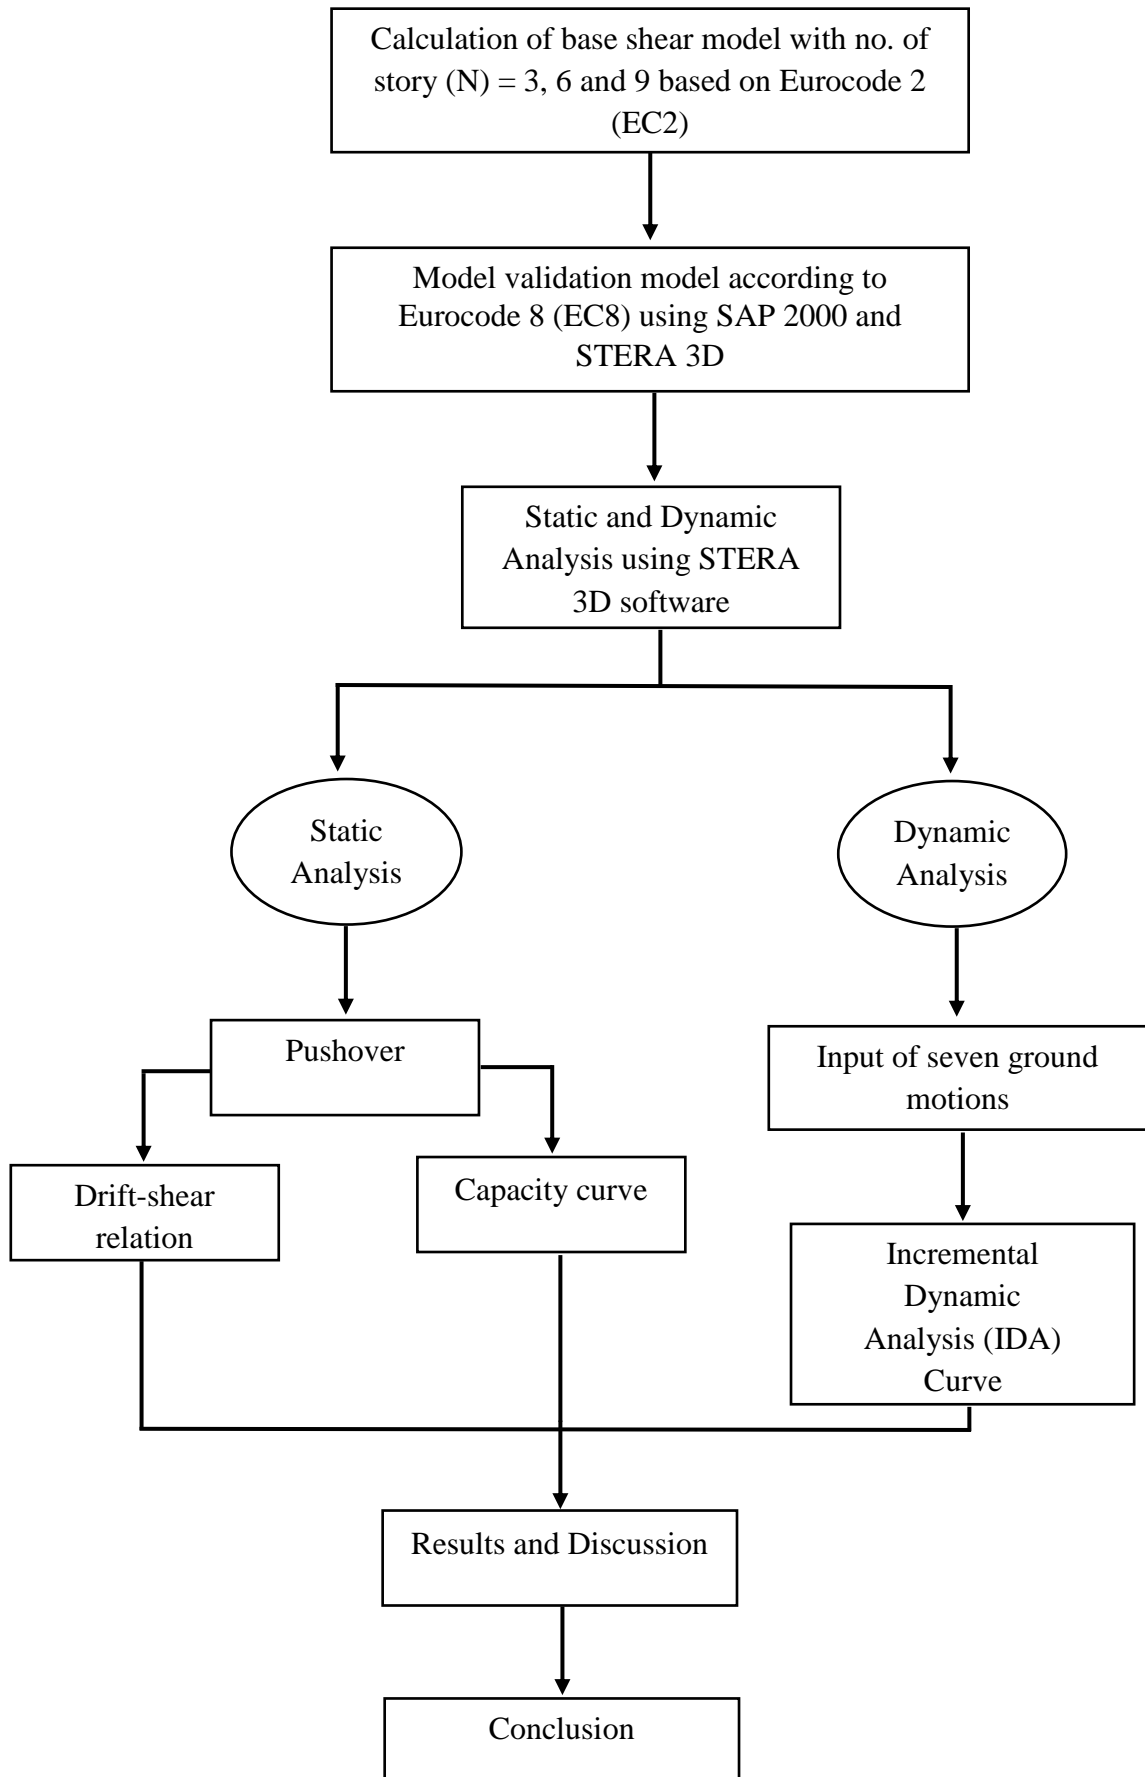 Calculation of base shear model with no. of
story (N) = 3, 6 and 9 based on Eurocode 2
(EC2)
Model validation model according to
Eurocode 8 (EC8) using SAP 2000 and
STERA 3D
Static and Dynamic
Analysis using STERA
3D software
Static
Analysis
Dynamic
Analysis
Pushover
Input of seven ground
motions
Drift-shear
relation
Capacity curve
Incremental
Dynamic
Analysis (IDA)
Curve
Results and Discussion
Conclusion